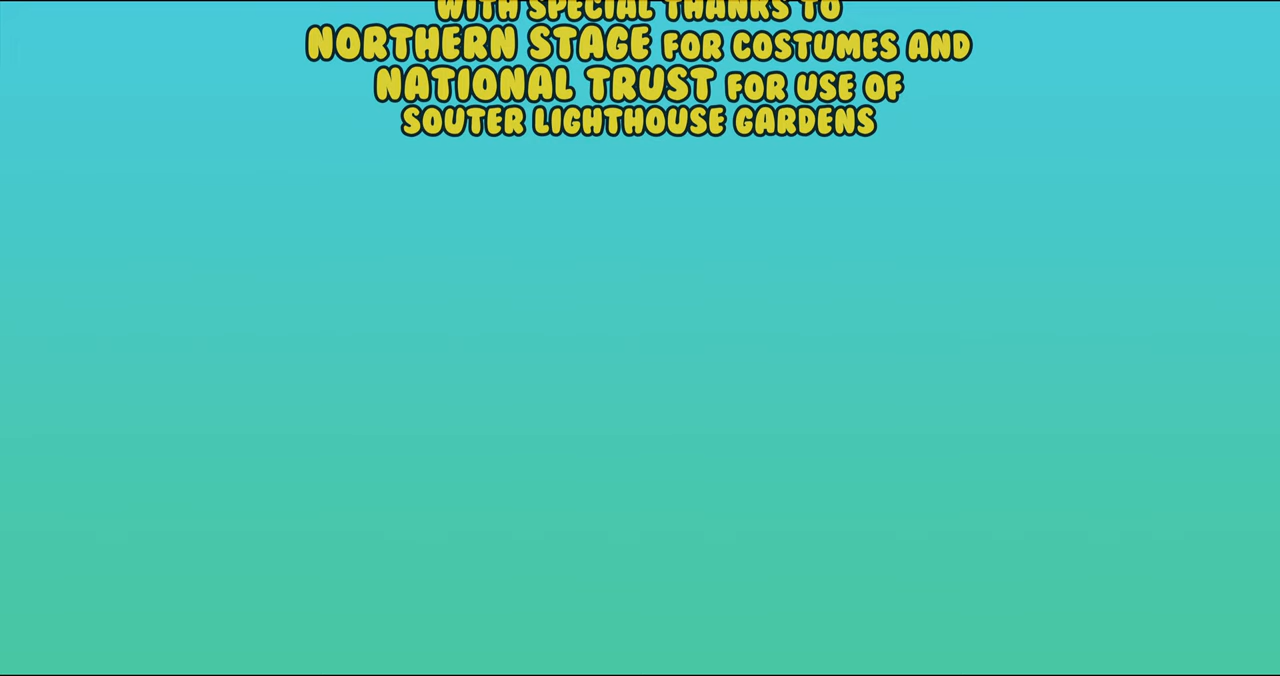 WITH SPECIAL THANKS TO
NORTHERN STAGE FOR COSTUMES AND
NATIONAL TRUST FOR USE OF
SOUTER LIGHTHOUSE GARDENS